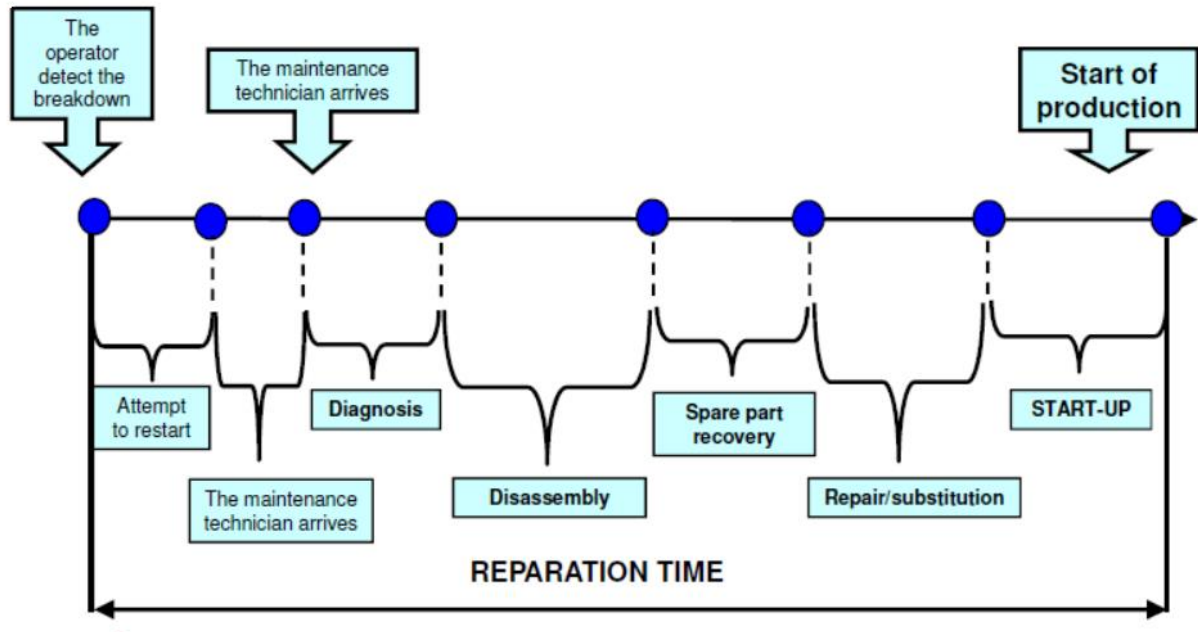 The
operator
detect the
breakdown
The maintenance
technician arrives
Start of
production
Attempt
to restart
The maintenance
technician arrives
Diagnosis
Disassembly
Spare part
recovery
Repair/substitution
START-UP
REPARATION TIME